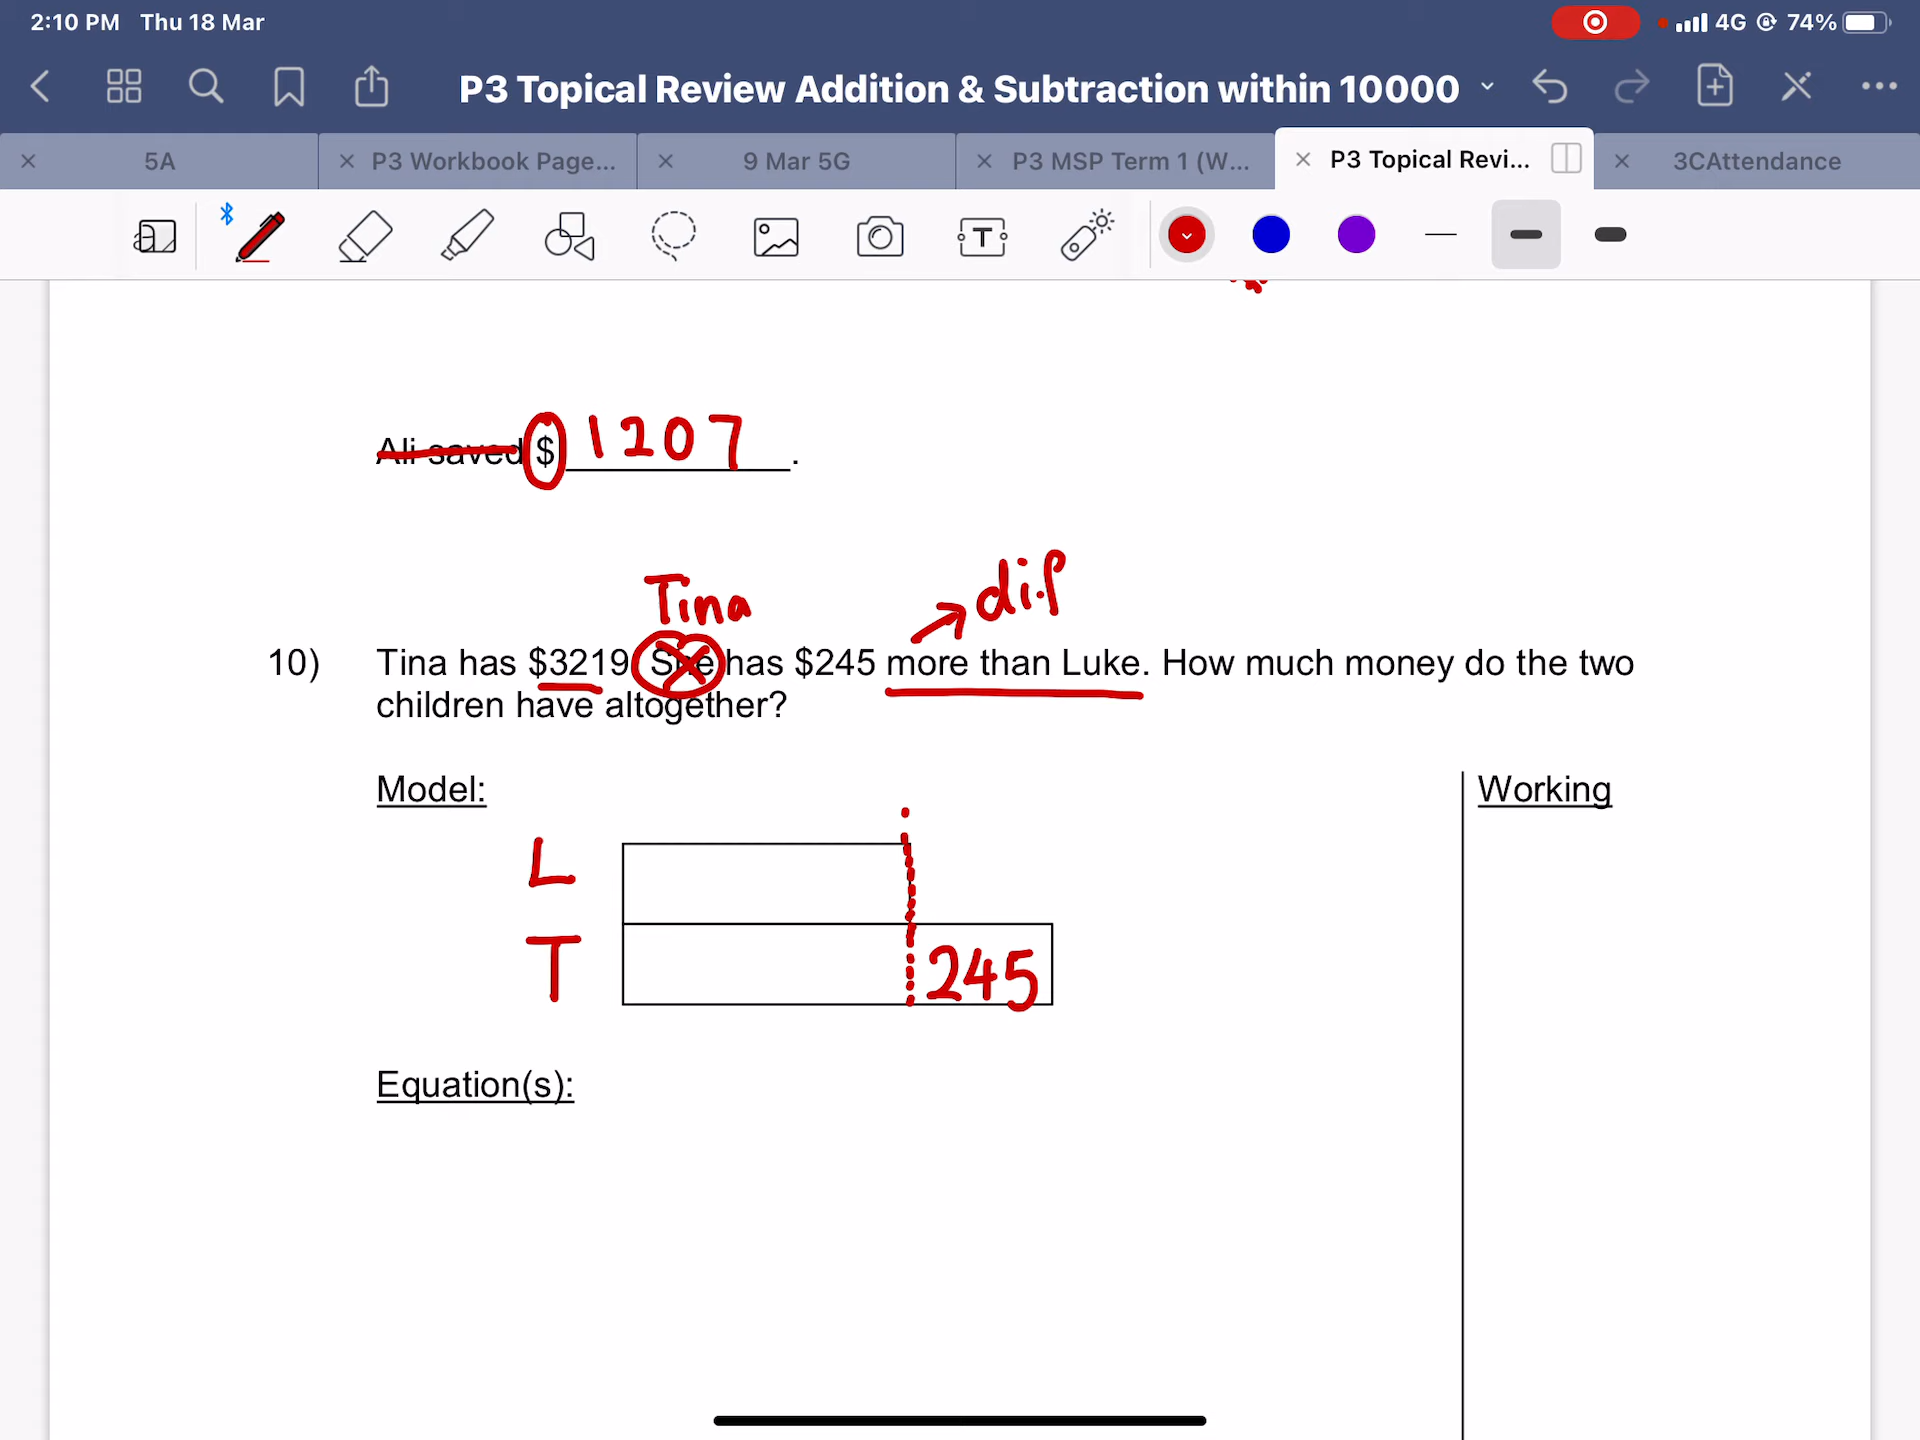 2:10 PM Thu 18 Mar 4G 74%
P3 Topical Review Addition & Subtraction within 10000
5A P3 Workbook Page... 9 Mar 5G P3 MSP Term 1 (W... P3 Topical Revi... 3CAttendance
Ali saved $ 1207.
Tina dif
10) Tina has $3219. She has $245 more than Luke. How much money do the two
children have altogether?
Model: Working
L
T 245
Equation(s):